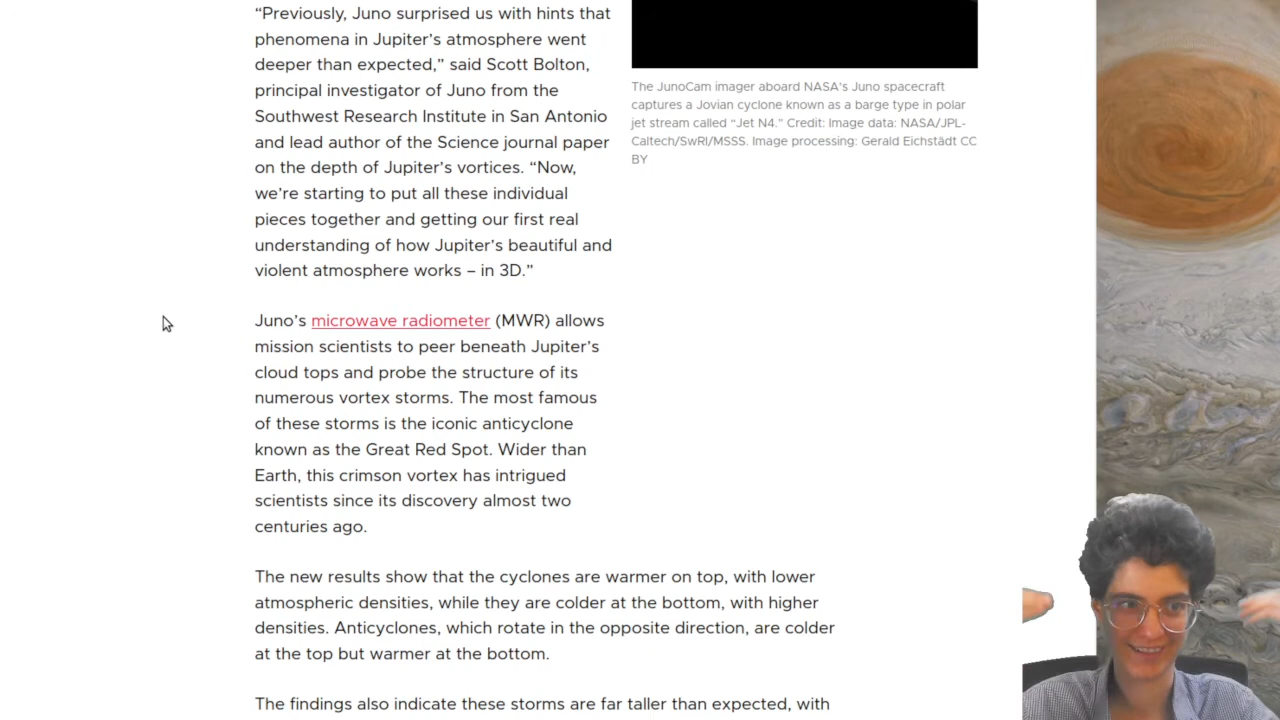 “Previously, Juno surprised us with hints that
phenomena in Jupiter’s atmosphere went
deeper than expected,” said Scott Bolton,
principal investigator of Juno from the
Southwest Research Institute in San Antonio
and lead author of the Science journal paper
on the depth of Jupiter’s vortices. “Now,
we’re starting to put all these individual
pieces together and getting our first real
understanding of how Jupiter’s beautiful and
violent atmosphere works – in 3D.”
The JunoCam imager aboard NASA’s Juno spacecraft
captures a Jovian cyclone known as a barge type in polar
jet stream called “Jet N4.” Credit: Image data: NASA/JPL-
Caltech/SwRI/MSSS. Image processing: Gerald Eichstädt CC
BY
Juno’s microwave radiometer (MWR) allows
mission scientists to peer beneath Jupiter’s
cloud tops and probe the structure of its
numerous vortex storms. The most famous
of these storms is the iconic anticyclone
known as the Great Red Spot. Wider than
Earth, this crimson vortex has intrigued
scientists since its discovery almost two
centuries ago.
The new results show that the cyclones are warmer on top, with lower
atmospheric densities, while they are colder at the bottom, with higher
densities. Anticyclones, which rotate in the opposite direction, are colder
at the top but warmer at the bottom.
The findings also indicate these storms are far taller than expected, with